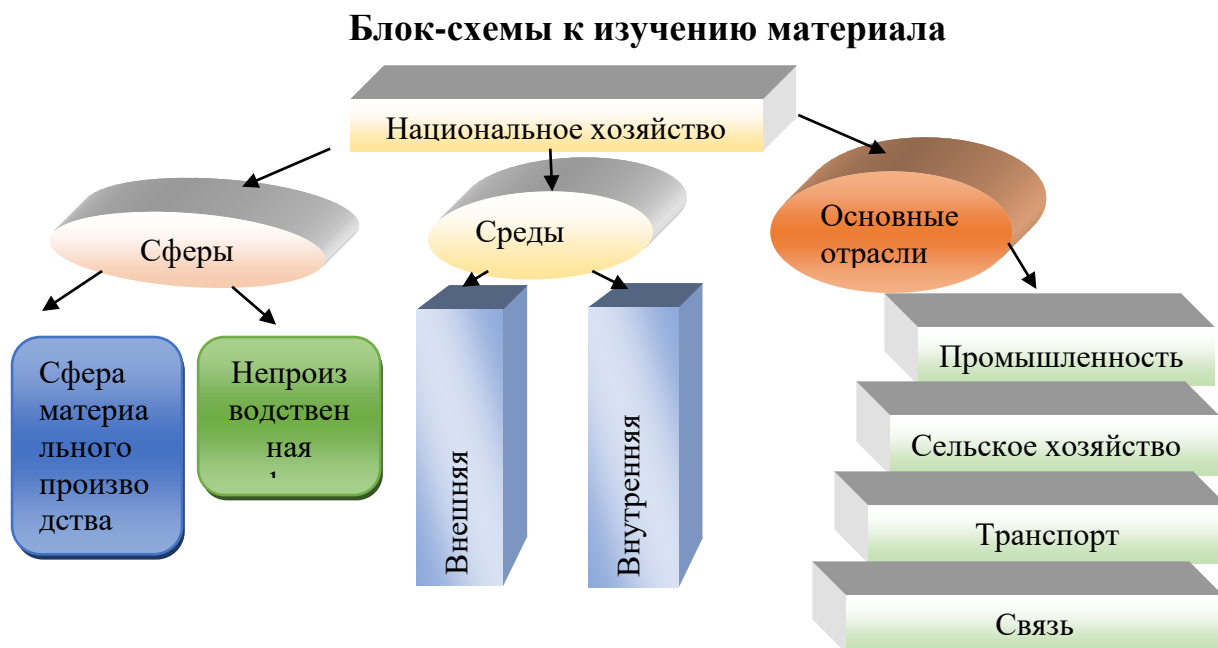 Блок-схемы к изучению материала
Национальное хозяйство
Сферы
Среды
Основные
отрасли
Сфера
материа
льного
произво
дства
Непроиз
водствен
ная
Внешняя
Внутренняя
Промышленность
Сельское хозяйство
Транспорт
Связь